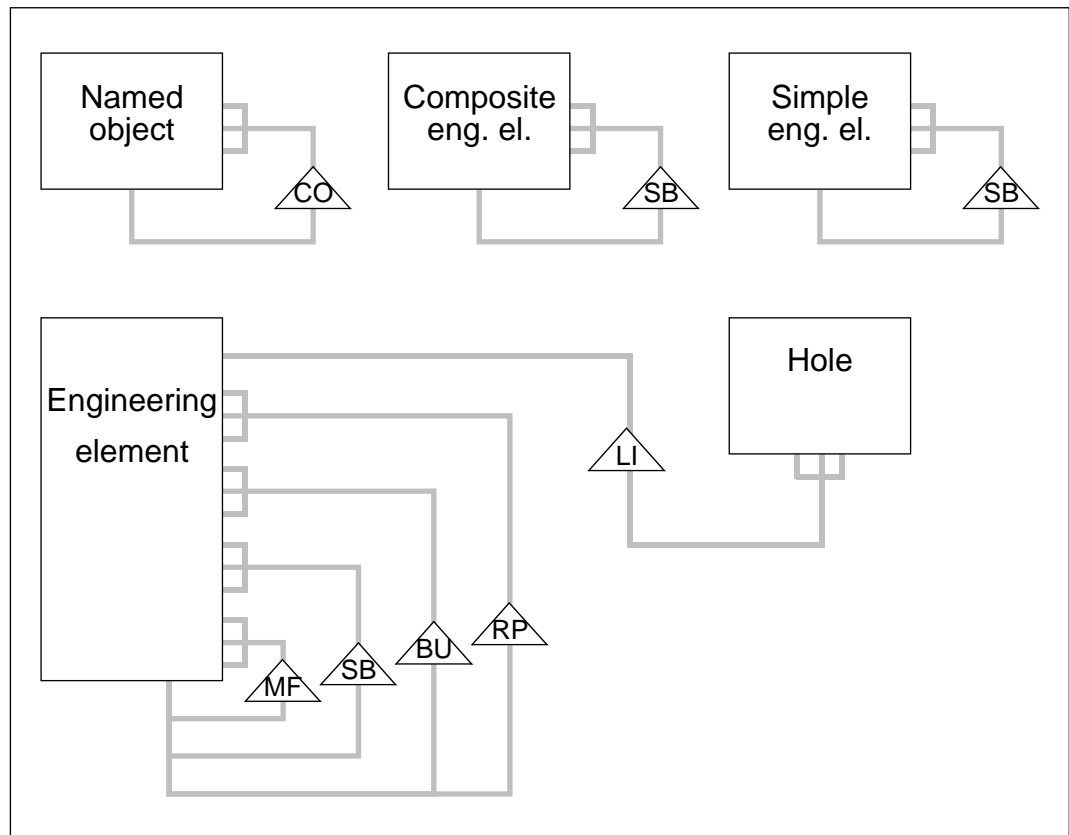 Named
object
CO
Composite
eng. el.
SB
Simple
eng. el.
SB
Engineering
element
Hole
LI
RP
BU
SB
MF